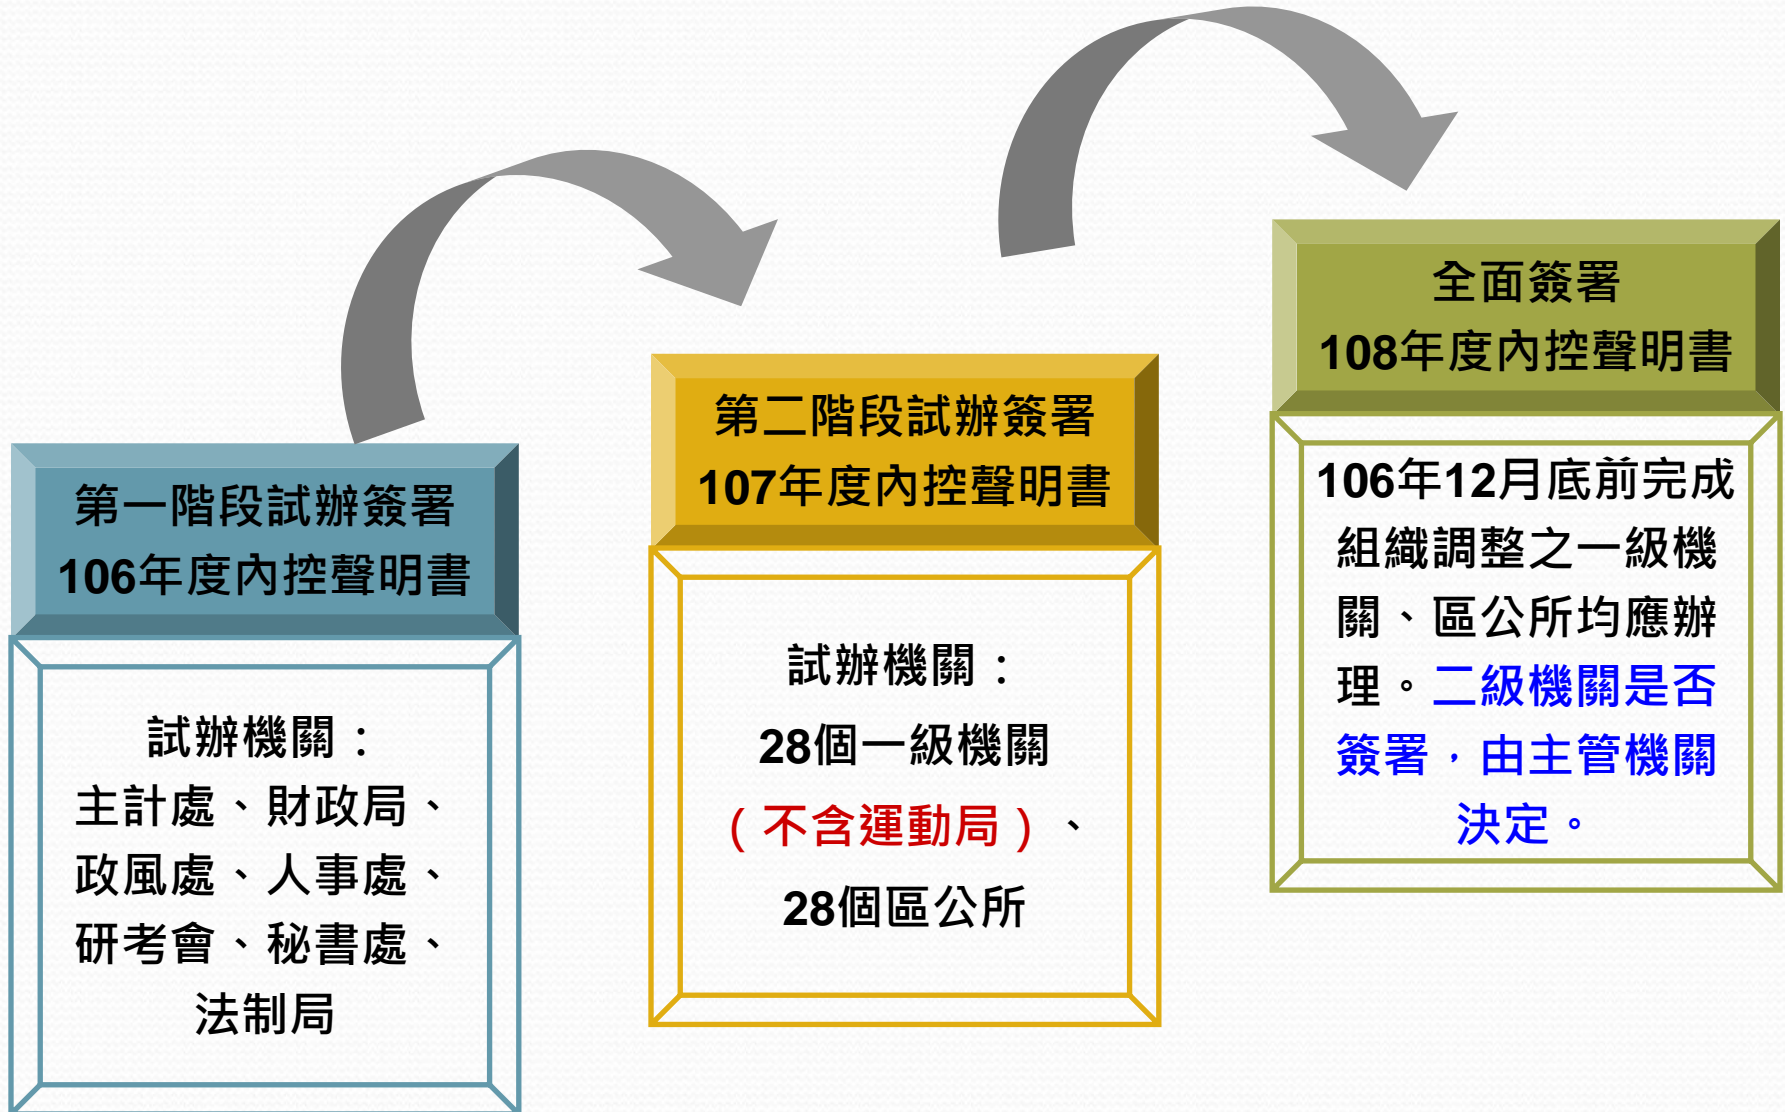 第一階段試辦簽署
106年度內控聲明書
試辦機關：
主計處、財政局、
政風處、人事處、
研考會、秘書處、
法制局
第二階段試辦簽署
107年度內控聲明書
試辦機關：
28個一級機關
（不含運動局）、
28個區公所
全面簽署
108年度內控聲明書
106年12月底前完成
組織調整之一級機
關、區公所均應辦
理。二級機關是否
簽署，由主管機關
決定。